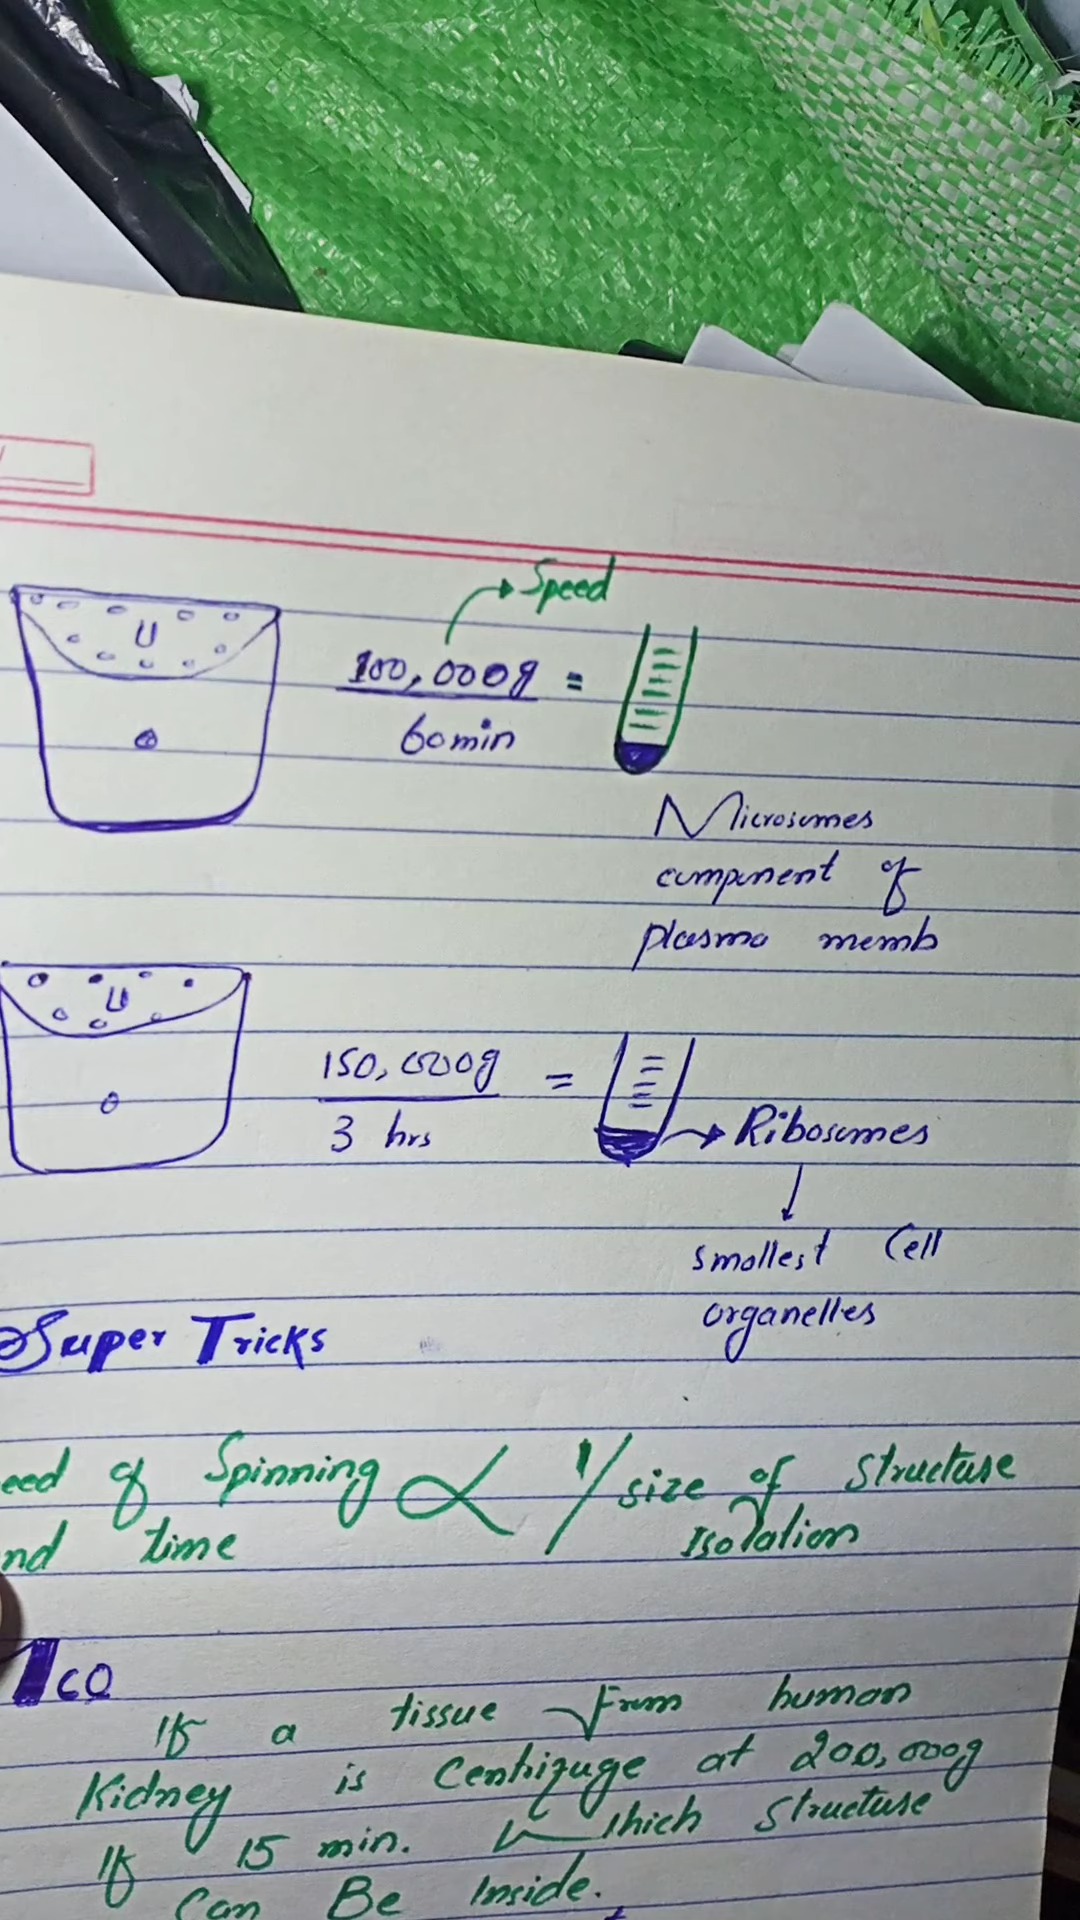 Speed
U
100,000g =
60min
Microsomes
component of
plasma memb
U
150,000g =
3 hrs
Ribosomes
smallest Cell
organelles
Super Tricks
eed of Spinning ∝ 1/size of structure
nd time Isolation
MCQ
If a tissue From human
Kidney is Centrifuge at 200,000g
If 15 min. Which structure
Can Be Inside.